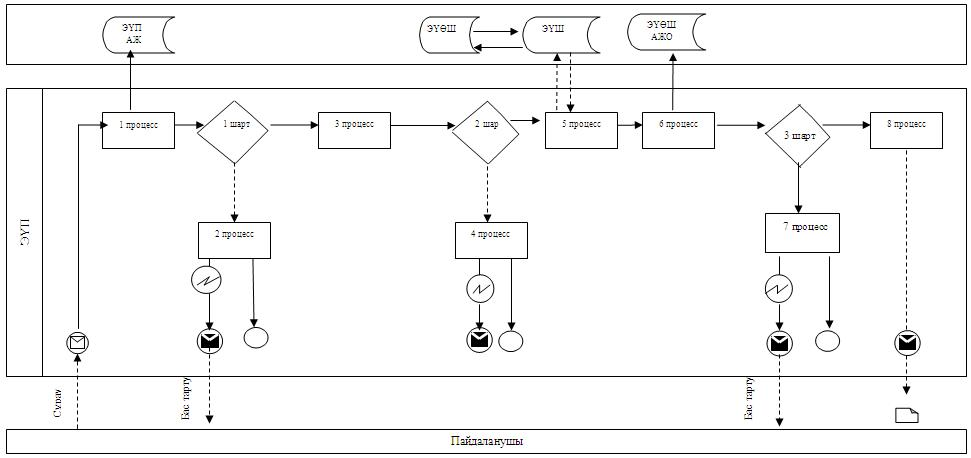 ЭҮП
АЖ
ЭҮӨШ
ЭҮШ
ЭҮӨШ
АЖО
1 процесс
1 шарт
3 процесс
2 шар
5 процесс
6 процесс
3 шарт
8 процесс
ЭҮП
2 процесс
4 процесс
7 процесс
Сұрау
Бас тарту
Бас тарту
Пайдаланушы